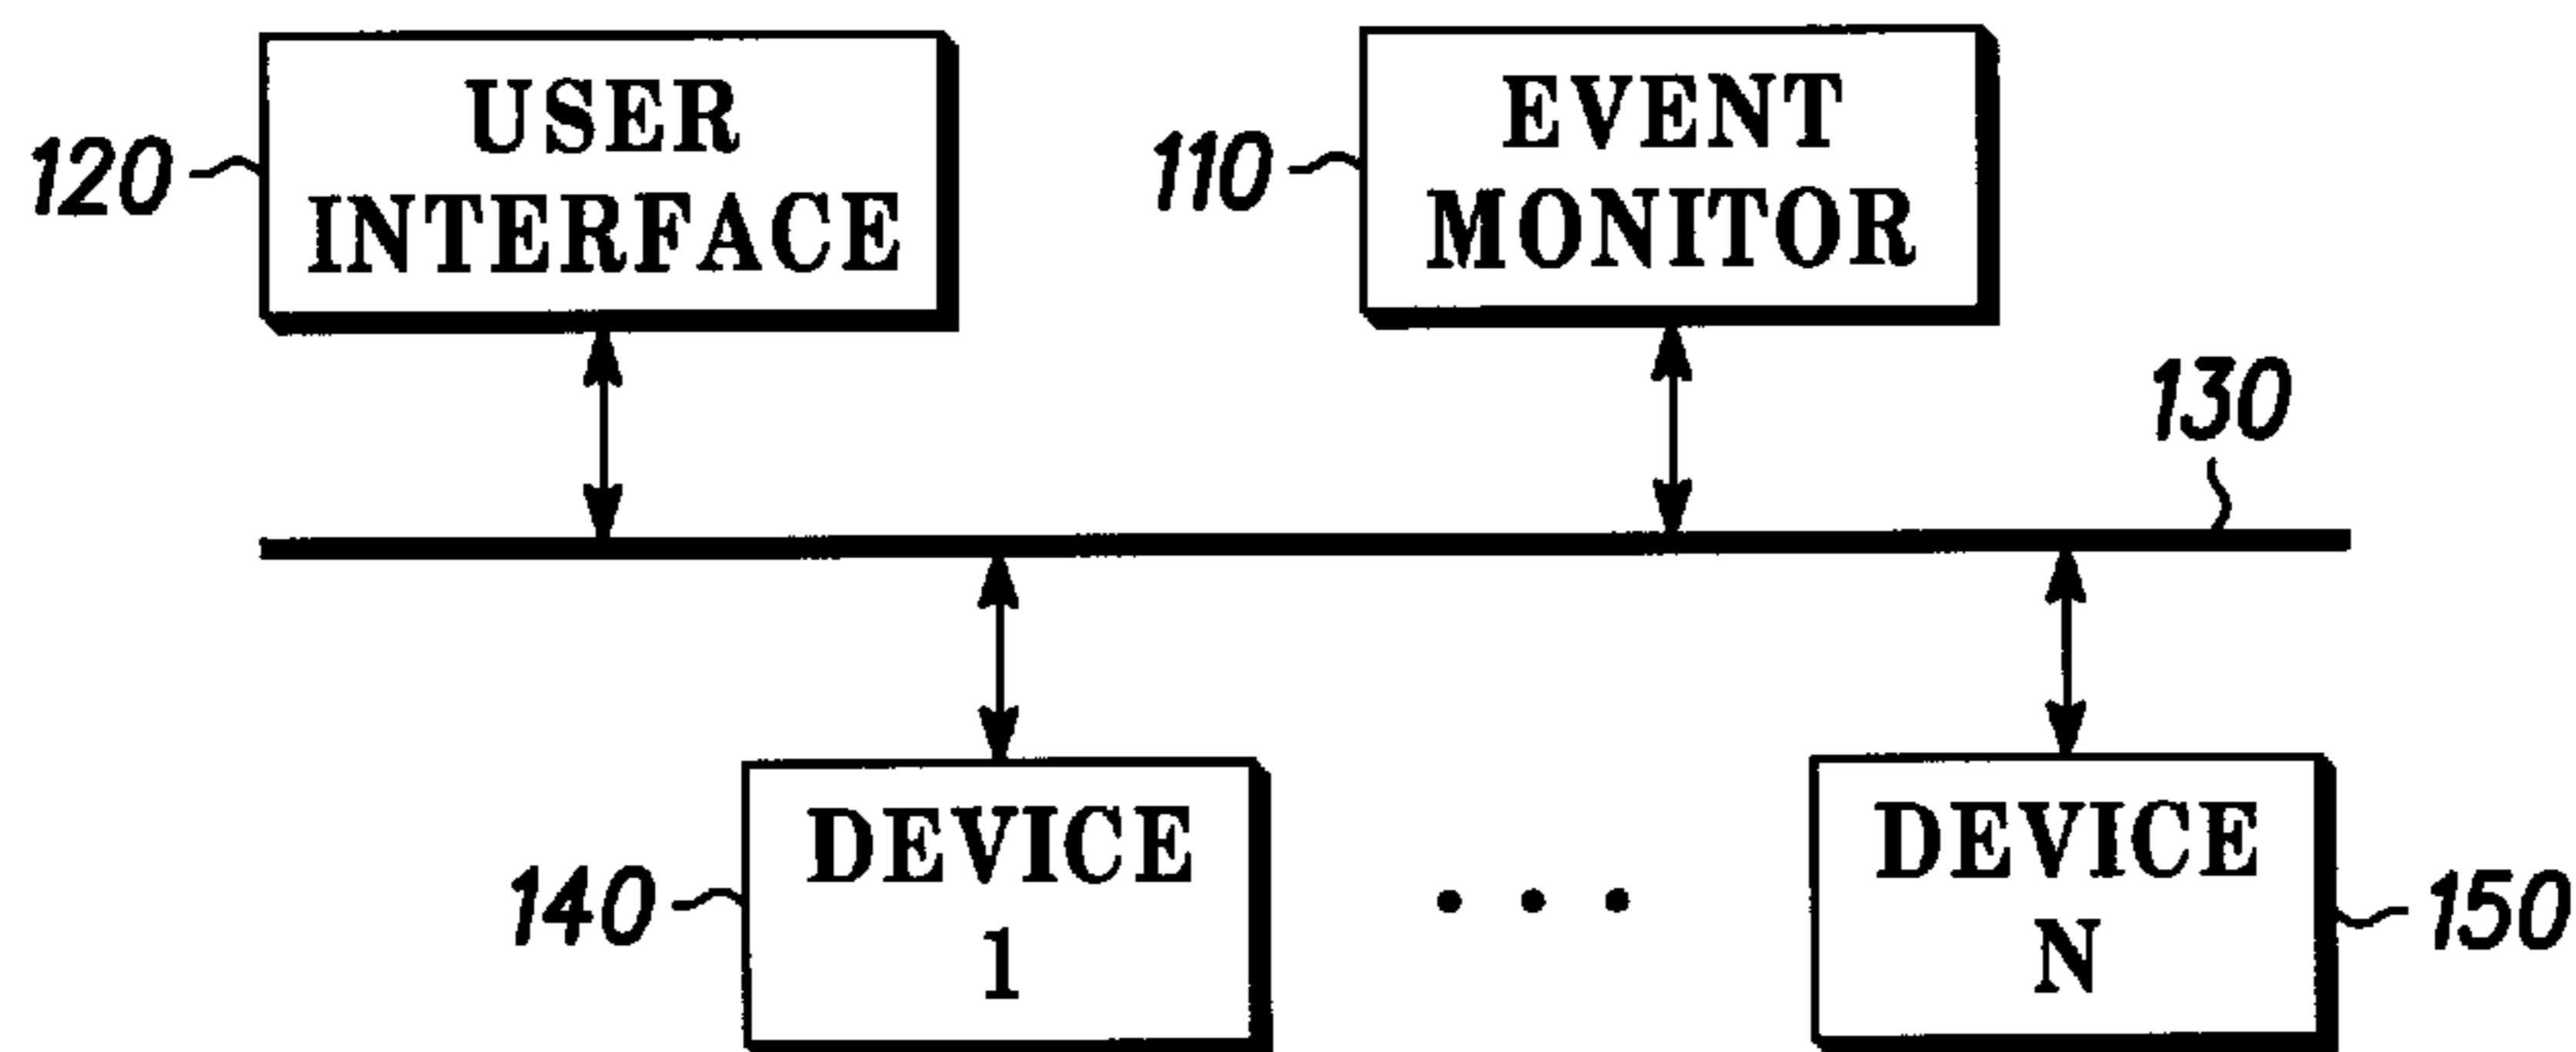 120
USER
INTERFACE
110
EVENT
MONITOR
130
140
DEVICE
1
DEVICE
N
150